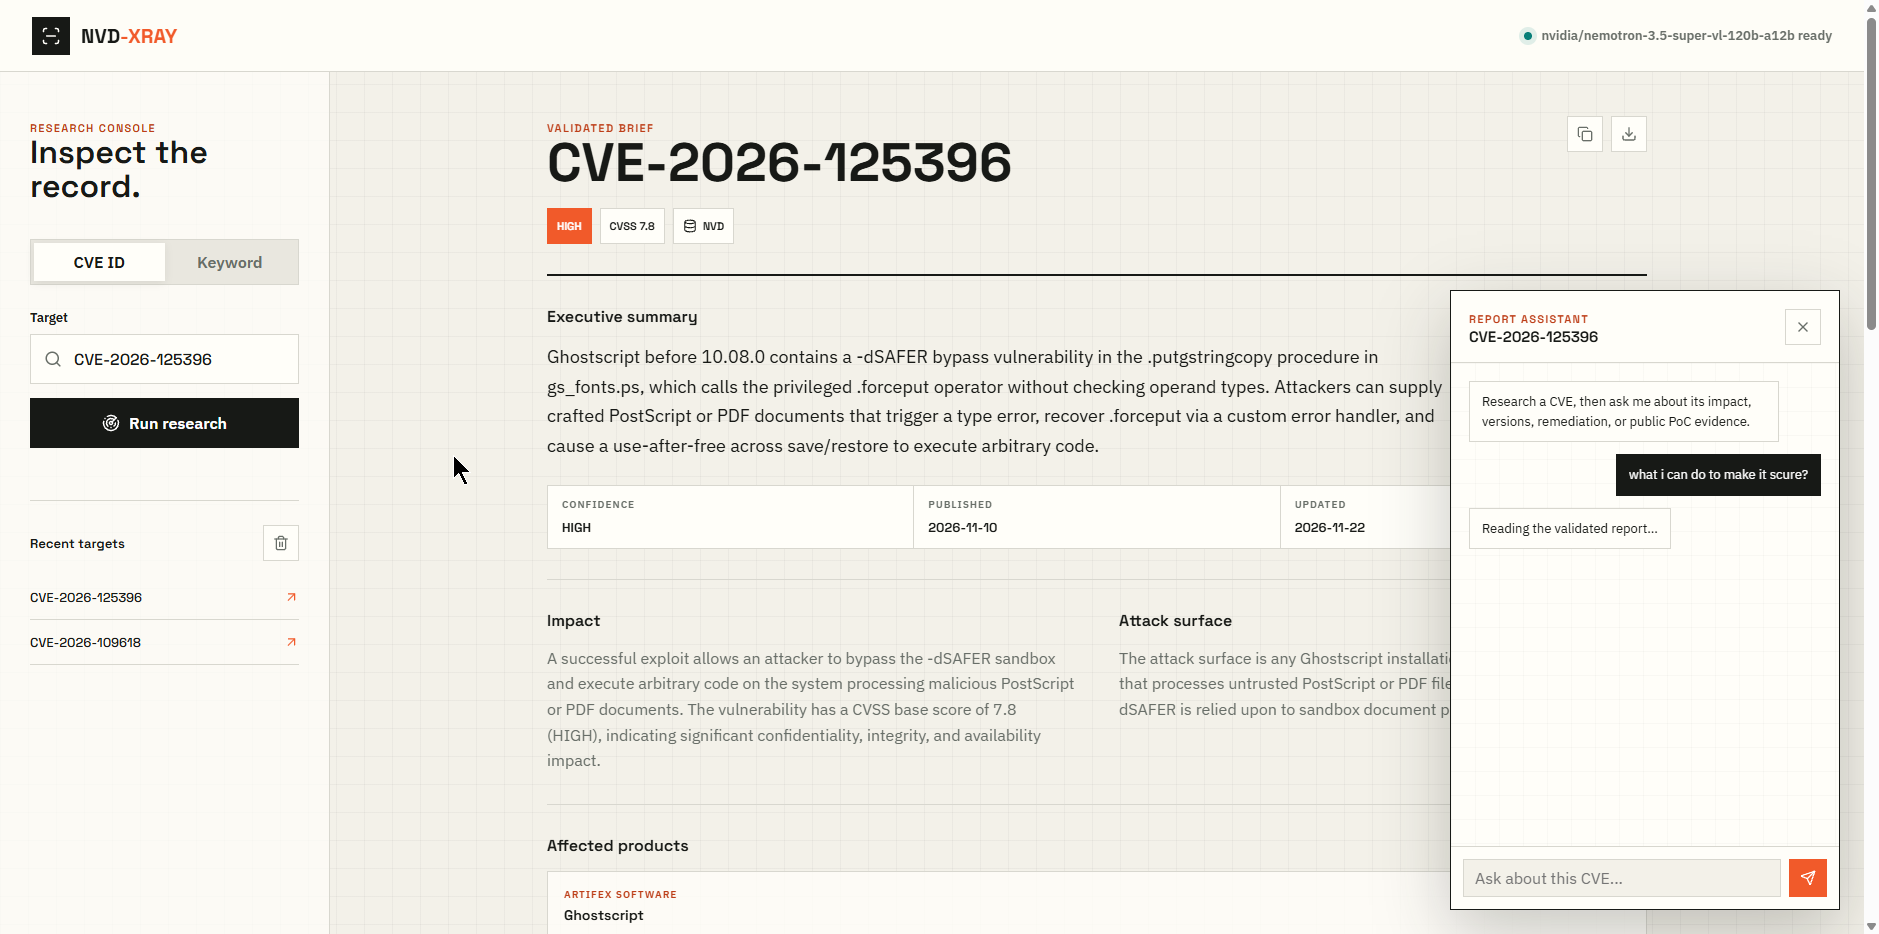 NVD-XRAY
nvidia/nemotron-3.5-super-vl-120b-a12b ready
RESEARCH CONSOLE
Inspect the
record.
CVE ID
Keyword
Target
CVE-2026-125396
Run research
Recent targets
CVE-2026-125396
CVE-2026-109618
VALIDATED BRIEF
CVE-2026-125396
HIGH
CVSS 7.8
NVD
Executive summary
Ghostscript before 10.08.0 contains a -dSAFER bypass vulnerability in the .putgstringcopy procedure in
gs_fonts.ps, which calls the privileged .forceput operator without checking operand types. Attackers can supply
crafted PostScript or PDF documents that trigger a type error, recover .forceput via a custom error handler, and
cause a use-after-free across save/restore to execute arbitrary code.
CONFIDENCE
HIGH
PUBLISHED
2026-11-10
UPDATED
2026-11-22
Impact
A successful exploit allows an attacker to bypass the -dSAFER sandbox
and execute arbitrary code on the system processing malicious PostScript
or PDF documents. The vulnerability has a CVSS base score of 7.8
(HIGH), indicating significant confidentiality, integrity, and availability
impact.
Attack surface
The attack surface is any Ghostscript installati
that processes untrusted PostScript or PDF file
dSAFER is relied upon to sandbox document p
Affected products
ARTIFEX SOFTWARE
Ghostscript
REPORT ASSISTANT
CVE-2026-125396
Research a CVE, then ask me about its impact,
versions, remediation, or public PoC evidence.
what i can do to make it scure?
Reading the validated report...
Ask about this CVE...